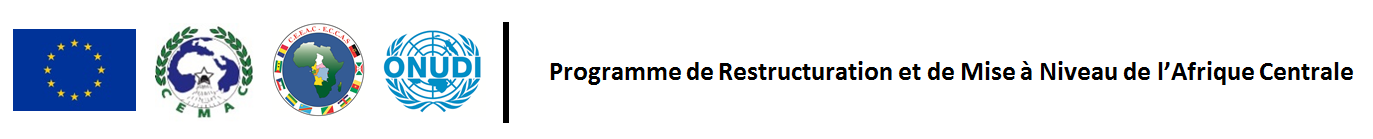 CEMAC
C.E.E.A.C - E.C.C.A.S
ONUDI
Programme de Restructuration et de Mise à Niveau de l'Afrique Centrale